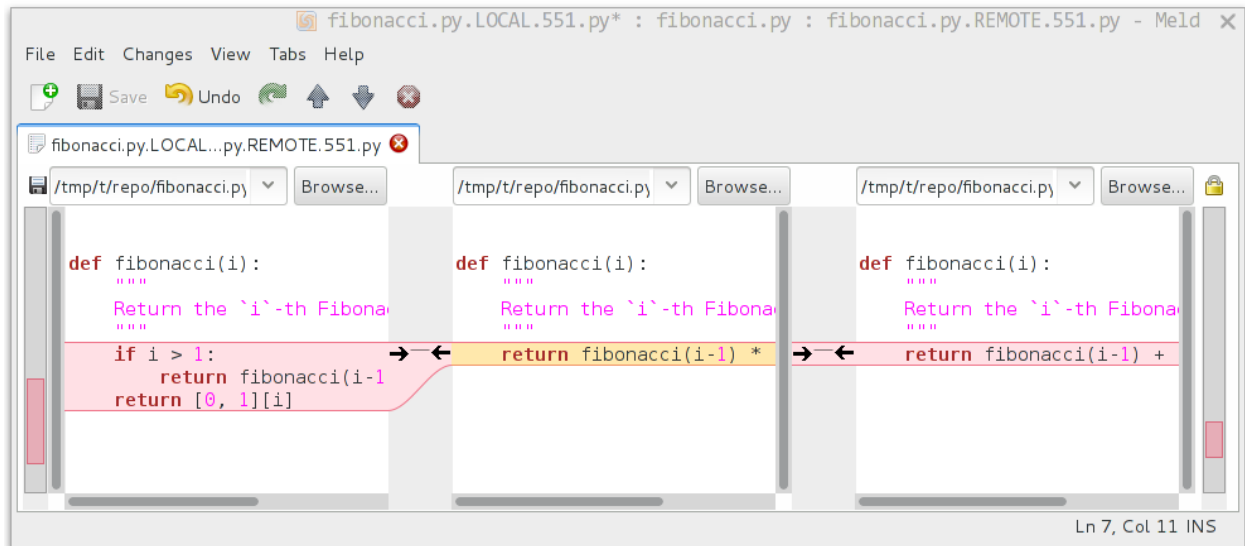 fibonacci.py.LOCAL.551.py* : fibonacci.py : fibonacci.py.REMOTE.551.py - Meld
File Edit Changes View Tabs Help
Save Undo
fibonacci.py.LOCAL...py.REMOTE.551.py
/tmp/t/repo/fibonacci.py Browse... /tmp/t/repo/fibonacci.py Browse... /tmp/t/repo/fibonacci.py Browse...
def fibonacci(i):
"""
Return the `i`-th Fibona
"""
if i > 1:
return fibonacci(i-1
return [0, 1][i]
def fibonacci(i):
"""
Return the `i`-th Fibona
"""
return fibonacci(i-1) *
def fibonacci(i):
"""
Return the `i`-th Fibona
"""
return fibonacci(i-1) +
Ln 7, Col 11 INS